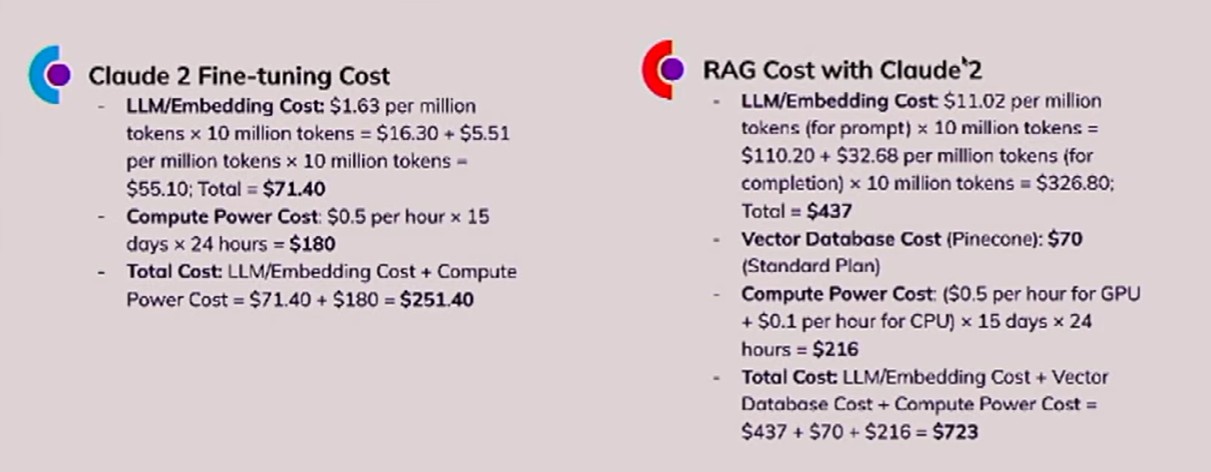 Claude 2 Fine-tuning Cost
- LLM/Embedding Cost: $1.63 per million
tokens × 10 million tokens = $16.30 + $5.51
per million tokens × 10 million tokens =
$55.10; Total = $71.40
- Compute Power Cost: $0.5 per hour × 15
days × 24 hours = $180
- Total Cost: LLM/Embedding Cost + Compute
Power Cost = $71.40 + $180 = $251.40
RAG Cost with Claude 2
- LLM/Embedding Cost: $11.02 per million
tokens (for prompt) × 10 million tokens =
$110.20 + $32.68 per million tokens (for
completion) × 10 million tokens = $326.80;
Total = $437
- Vector Database Cost (Pinecone): $70
(Standard Plan)
- Compute Power Cost: ($0.5 per hour for GPU
+ $0.1 per hour for CPU) × 15 days × 24
hours = $216
- Total Cost: LLM/Embedding Cost + Vector
Database Cost + Compute Power Cost =
$437 + $70 + $216 = $723